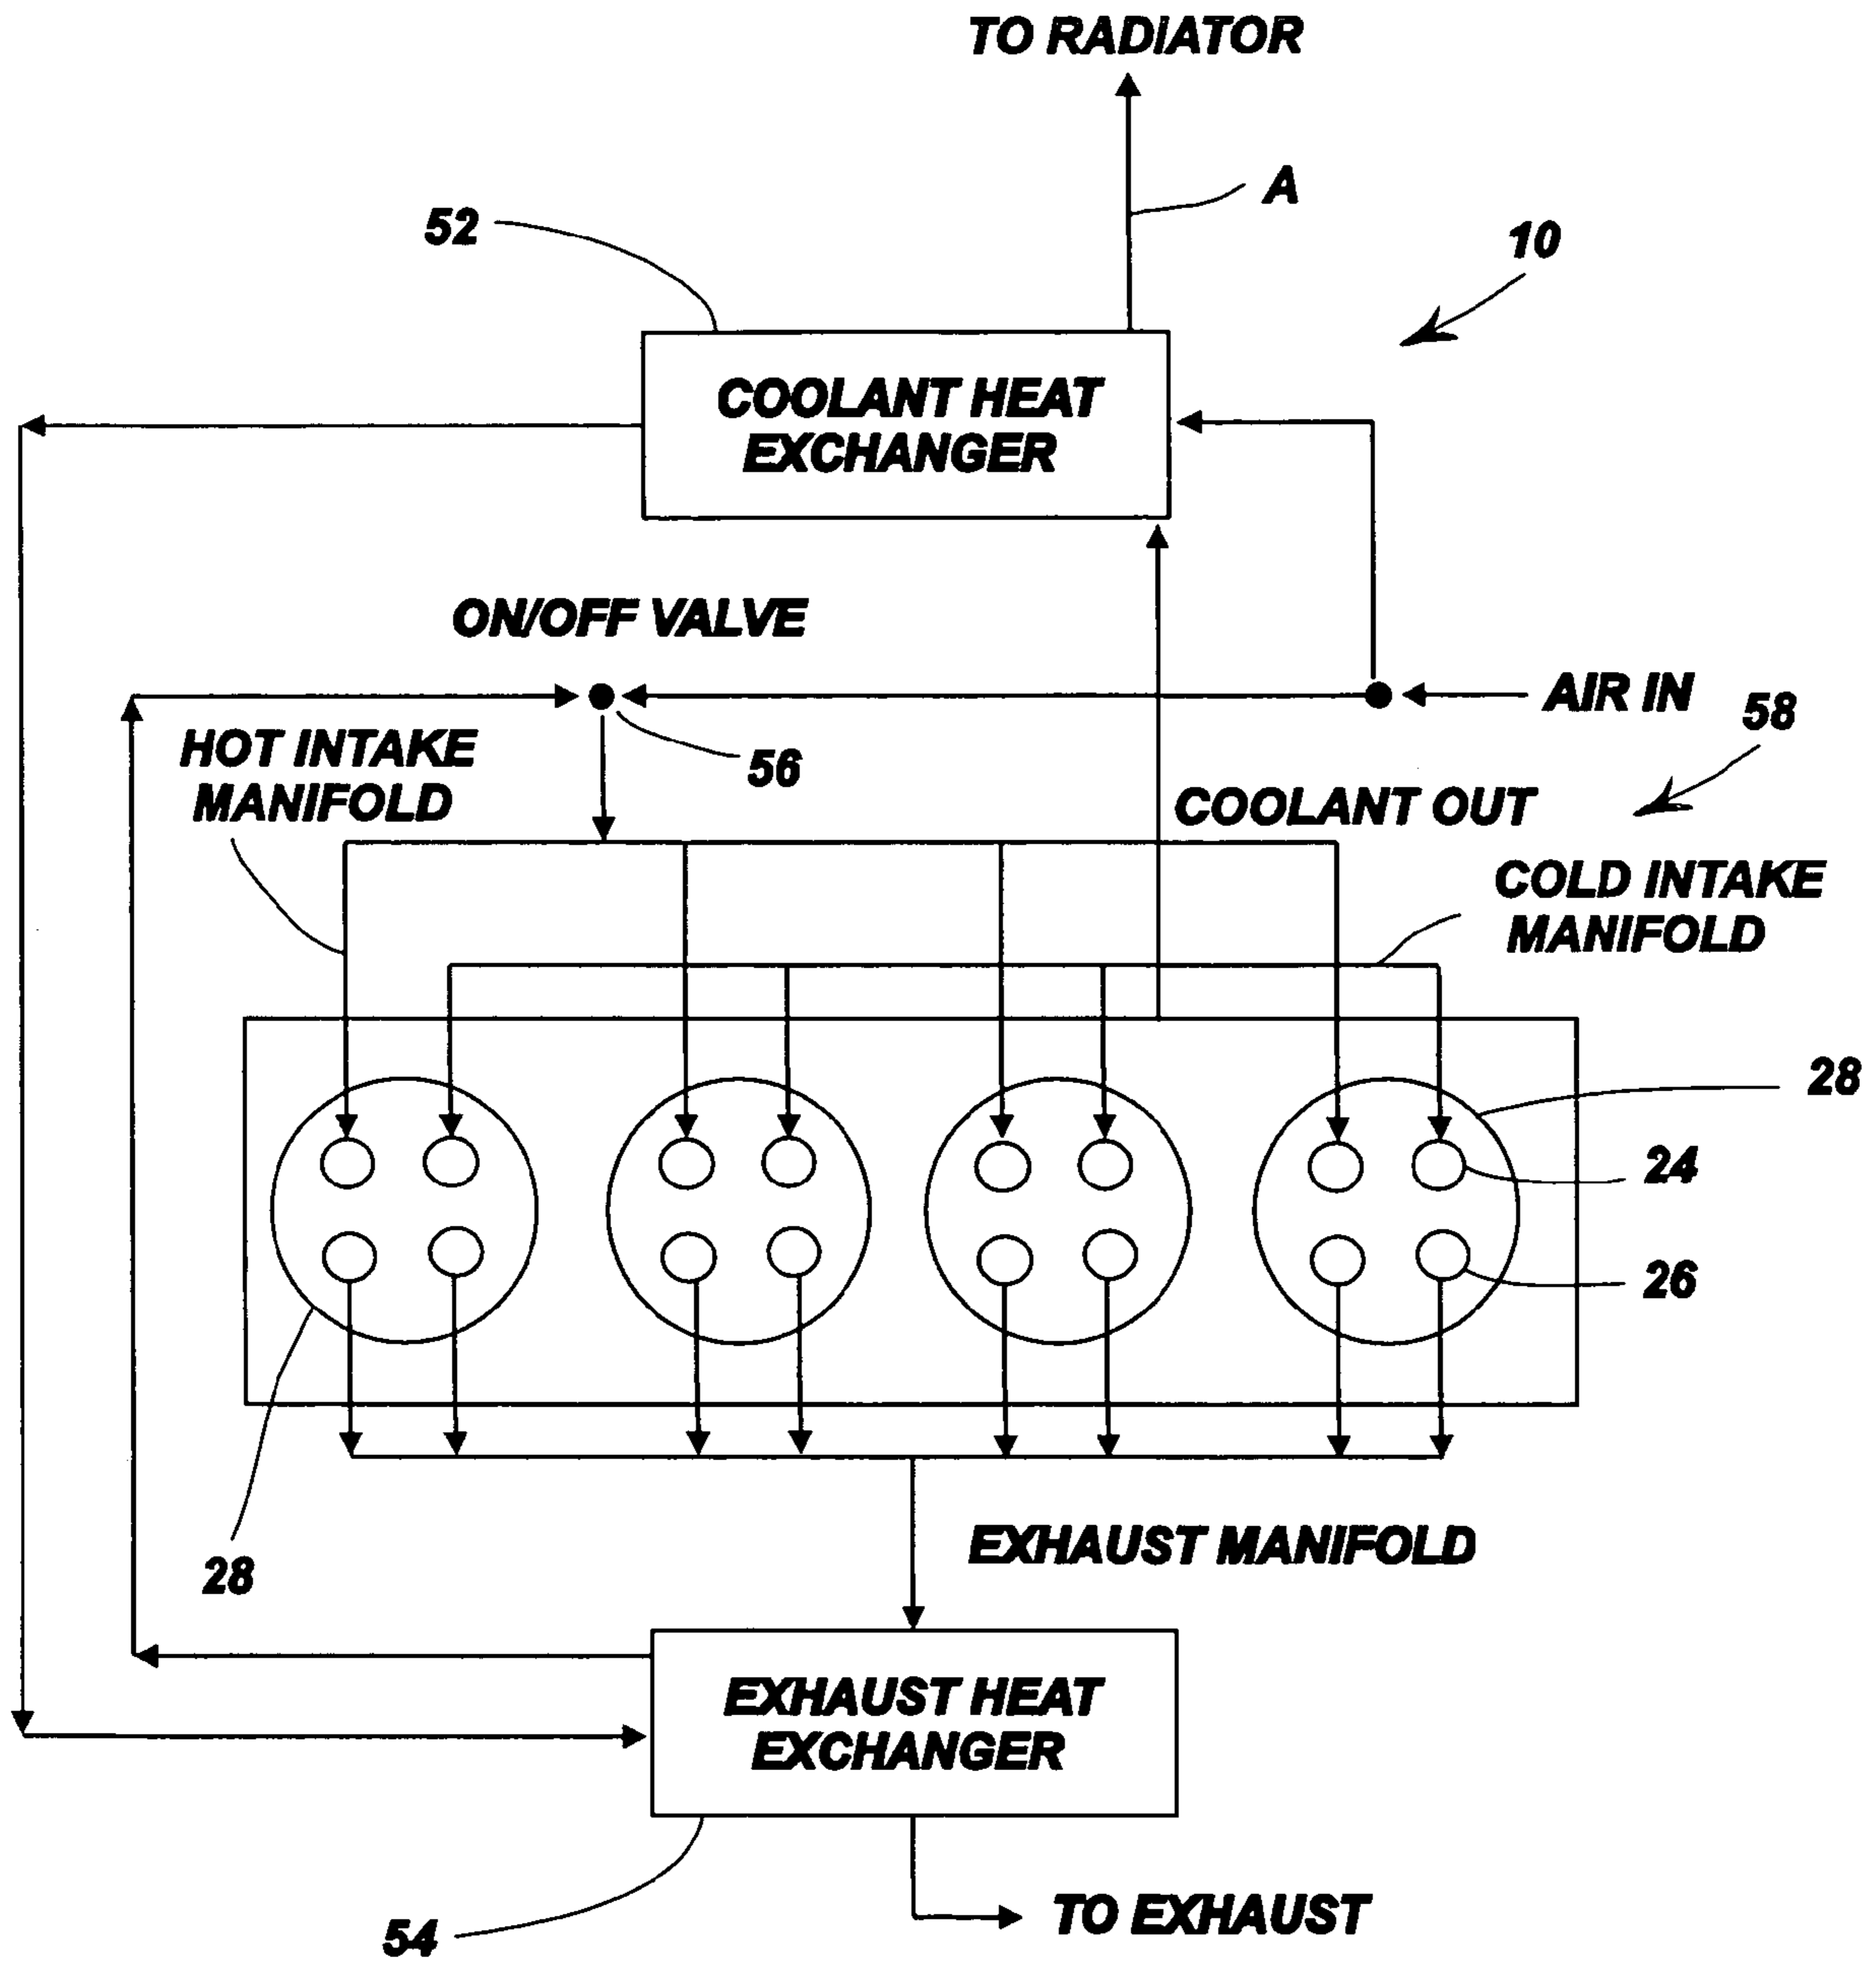 TO RADIATOR
A
52
10
COOLANT HEAT
EXCHANGER
ON/OFF VALVE
AIR IN
58
HOT INTAKE
MANIFOLD
56
COOLANT OUT
COLD INTAKE
MANIFOLD
28
24
26
28
EXHAUST MANIFOLD
EXHAUST HEAT
EXCHANGER
54
TO EXHAUST